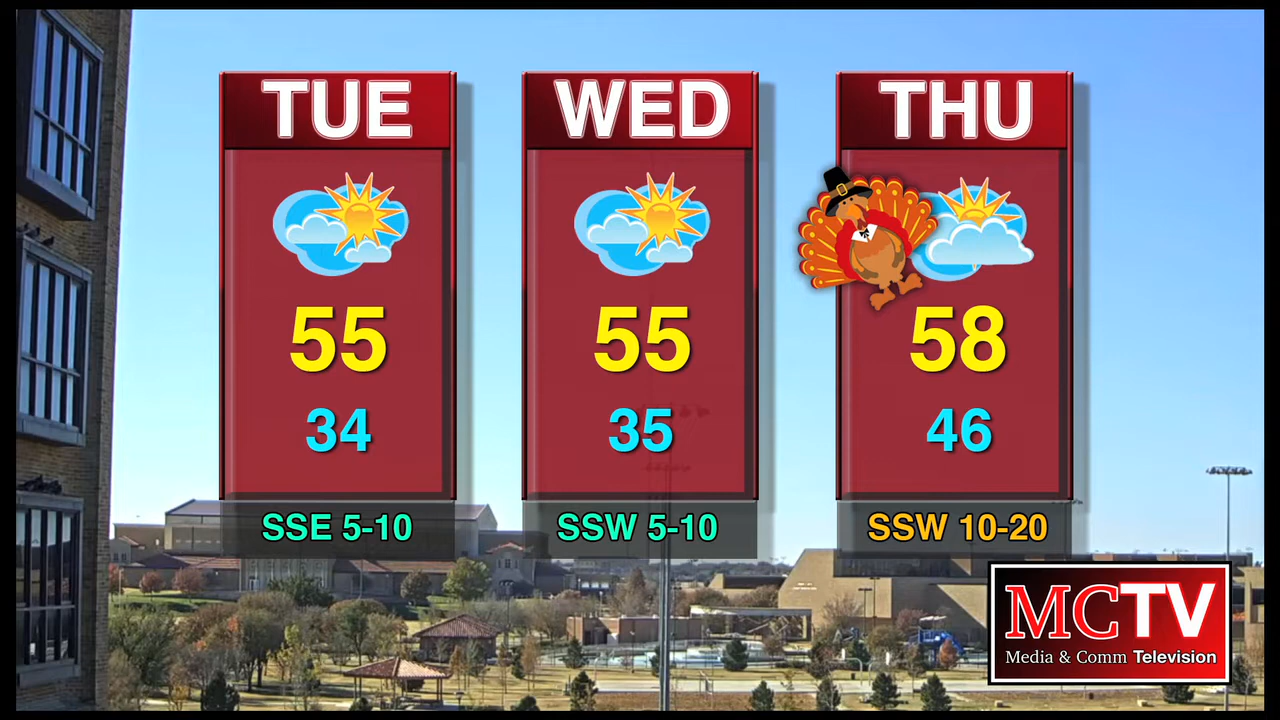 TUE
55
34
SSE 5-10
WED
55
35
SSW 5-10
THU
58
46
SSW 10-20
MCTV
Media & Comm Television